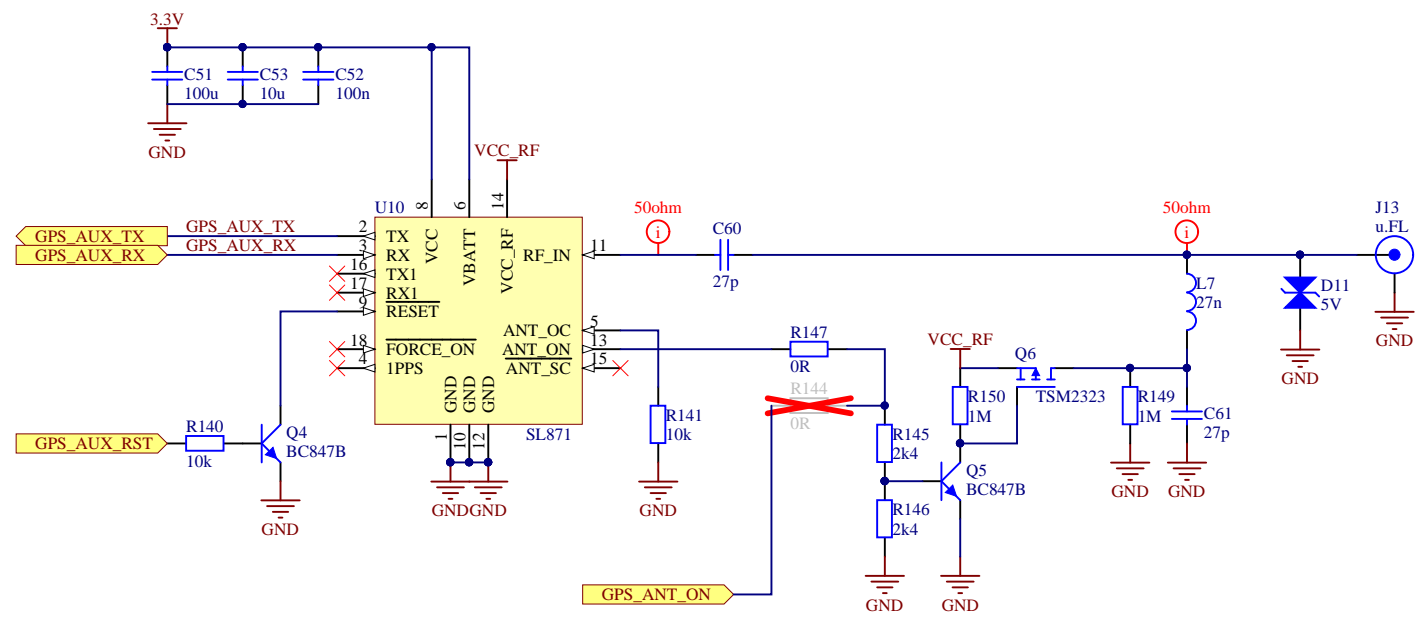 3.3V
C51
100u
C53
10u
C52
100n
GND
VCC_RF
U10
8
6
14
VCC
VBATT
VCC_RF
GPS_AUX_TX
GPS_AUX_TX
2
TX
GPS_AUX_RX
GPS_AUX_RX
3
RX
16
TX1
17
RX1
9
RESET
18
FORCE_ON
4
1PPS
11
RF_IN
5
ANT_OC
13
ANT_ON
15
ANT_SC
GND
GND
GND
1
10
12
SL871
GND
GND
50ohm
i
C60
27p
50ohm
i
L7
27n
D11
5V
GND
J13
u.FL
GND
R147
0R
R144
0R
VCC_RF
Q6
TSM2323
R150
1M
R149
1M
GND
C61
27p
GND
GPS_AUX_RST
R140
10k
Q4
BC847B
GND
R141
10k
GND
R145
2k4
R146
2k4
GND
Q5
BC847B
GND
GPS_ANT_ON